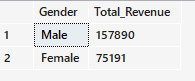 Gender Total_Revenue
1 Male 157890
2 Female 75191